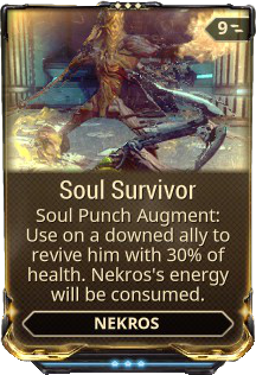 9
Soul Survivor
Soul Punch Augment:
Use on a downed ally to
revive him with 30% of
health. Nekros's energy
will be consumed.
NEKROS